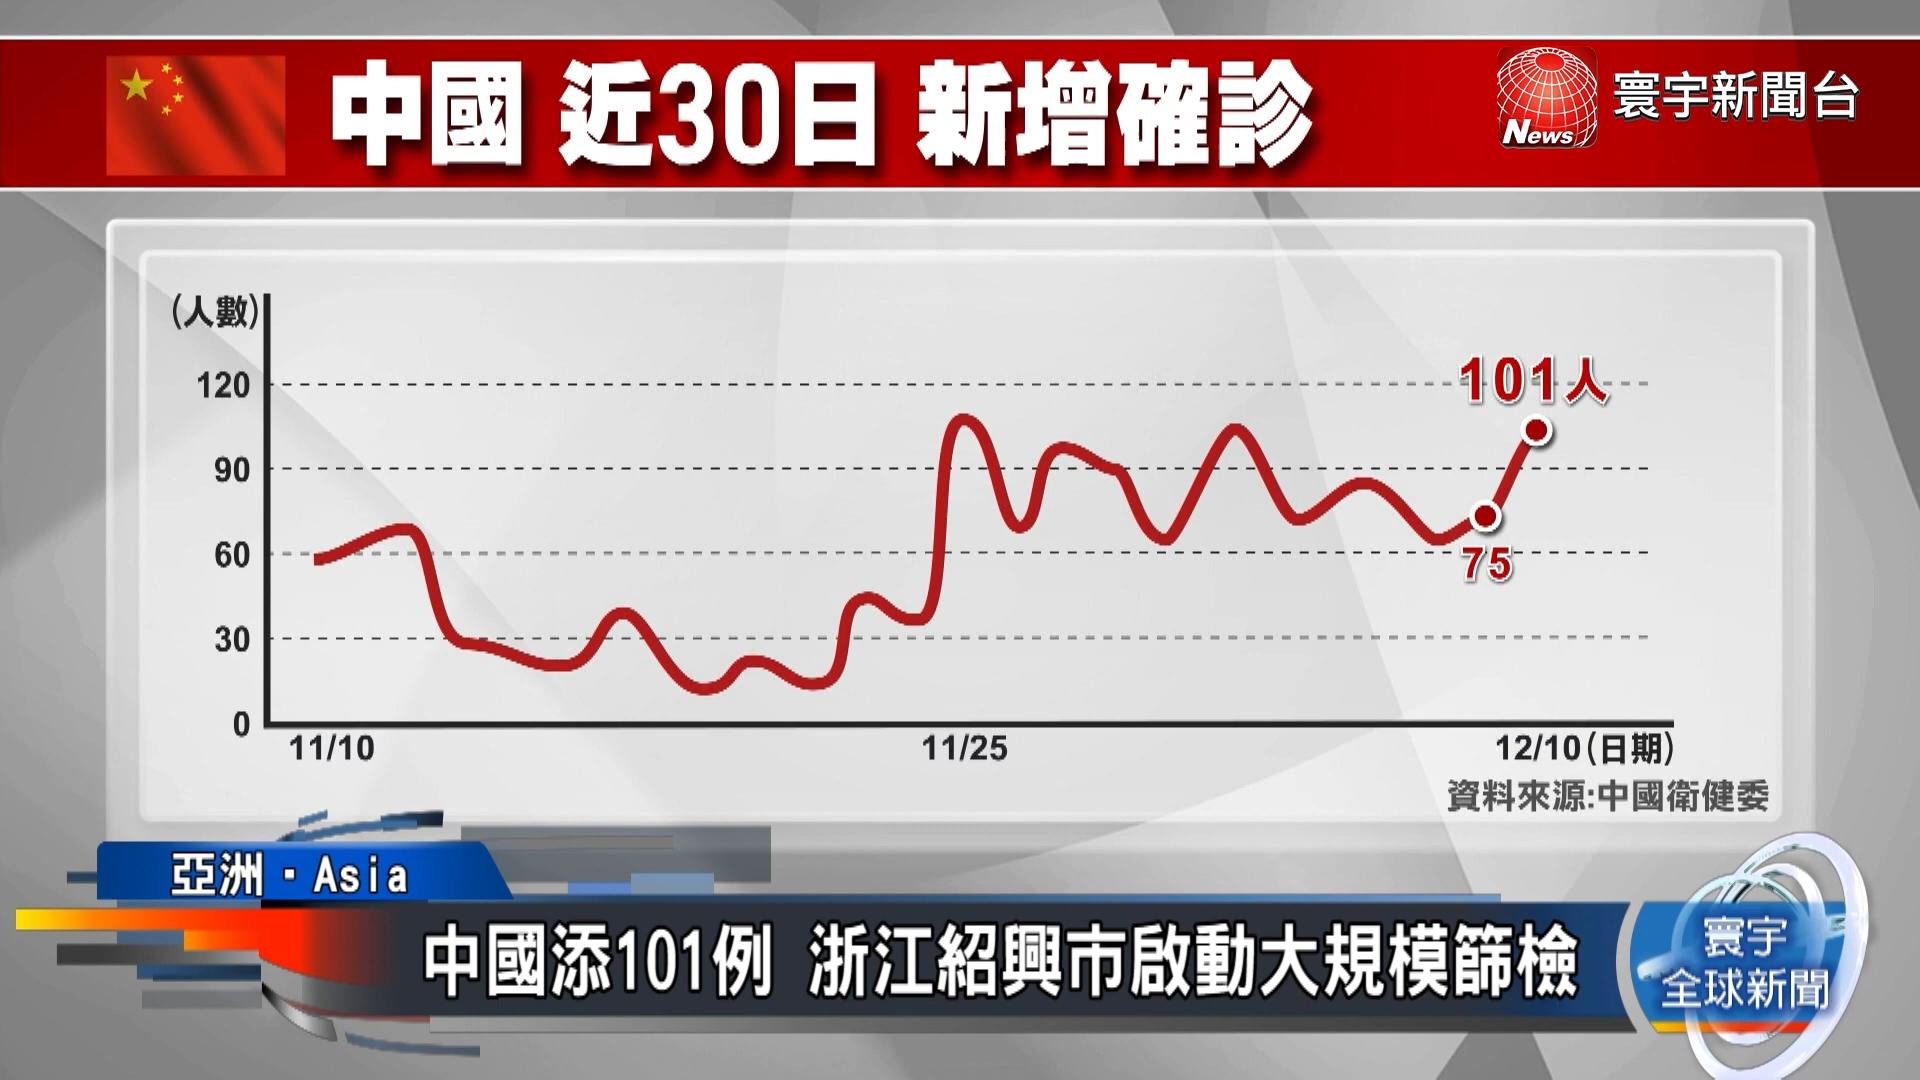 中國 近30日 新增確診
News
寰宇新聞台
(人數)
120
90
60
30
0
101人
75
11/10
11/25
12/10(日期)
資料來源:中國衛健委
亞洲·Asia
中國添101例 浙江紹興市啟動大規模篩檢
寰宇
全球新聞